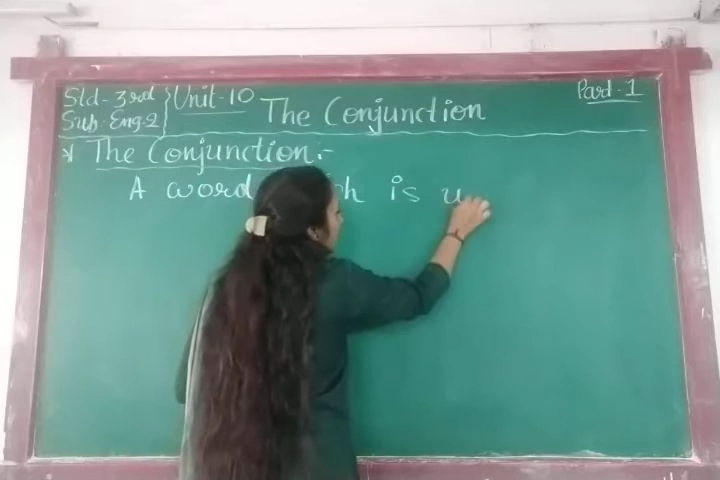 Std - 3rd
Sub - Eng-2
Unit - 10
The Conjunction
Part - 1
* The Conjunction :-
A word is u